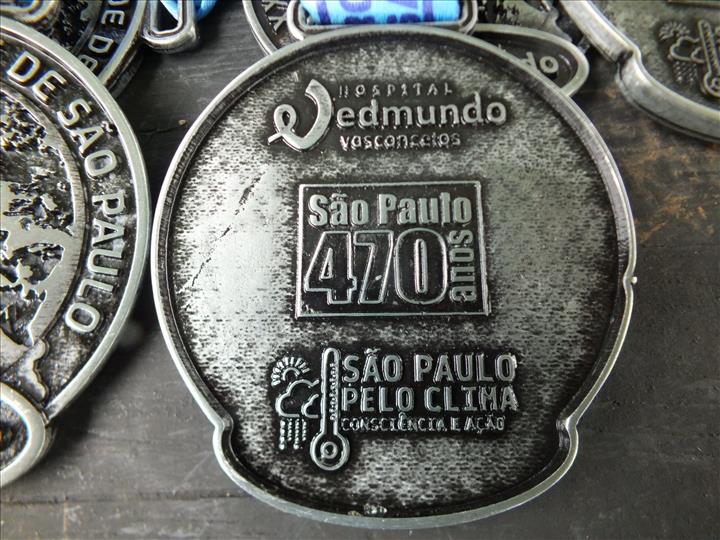 HOSPITAL
edmundo
vasconcelos
São Paulo
470
anos
SÃO PAULO
PELO CLIMA
CONSCIÊNCIA E AÇÃO
DE SÃO PAULO